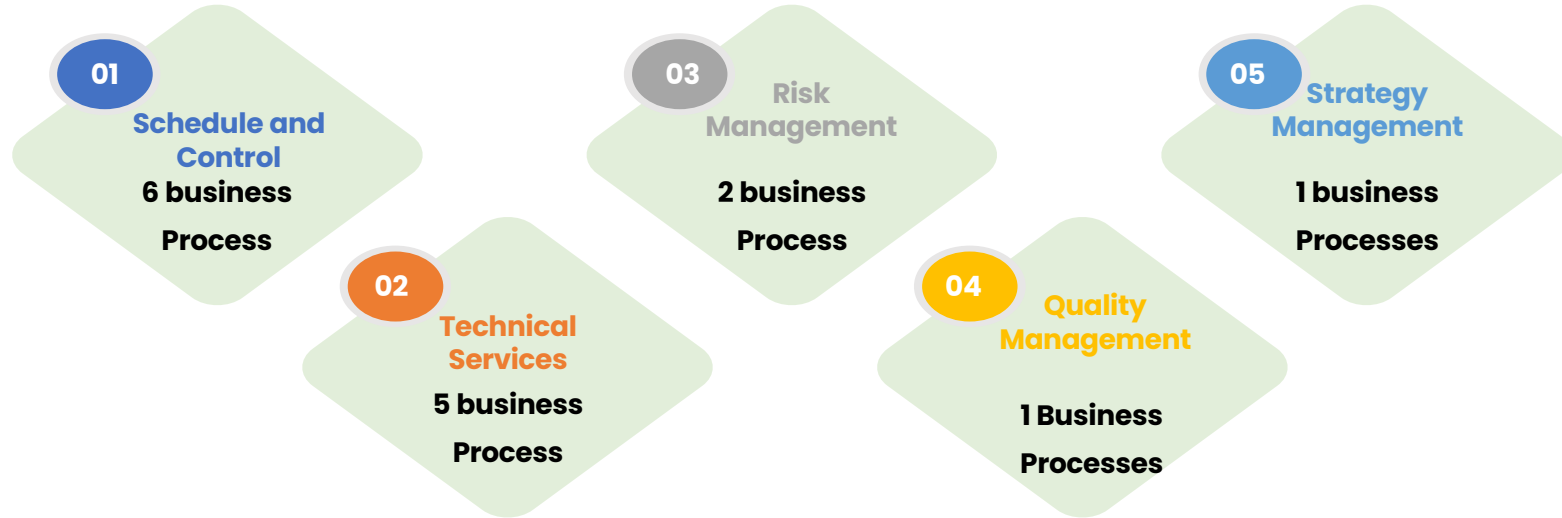 01
Schedule and
Control
6 business
Process
02
Technical
Services
5 business
Process
03
Risk
Management
2 business
Process
04
Quality
Management
1 Business
Processes
05
Strategy
Management
1 business
Processes